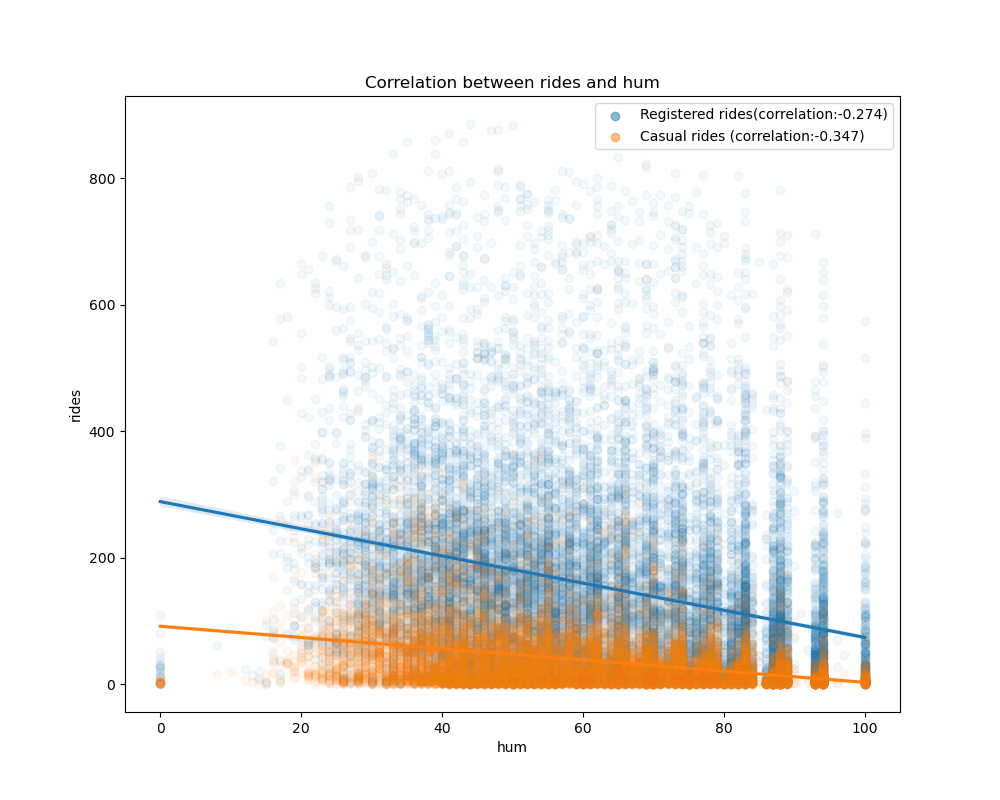 Correlation between rides and hum
Registered rides(correlation:-0.274)
Casual rides (correlation:-0.347)
800
600
400
200
0
rides
0 20 40 60 80 100
hum